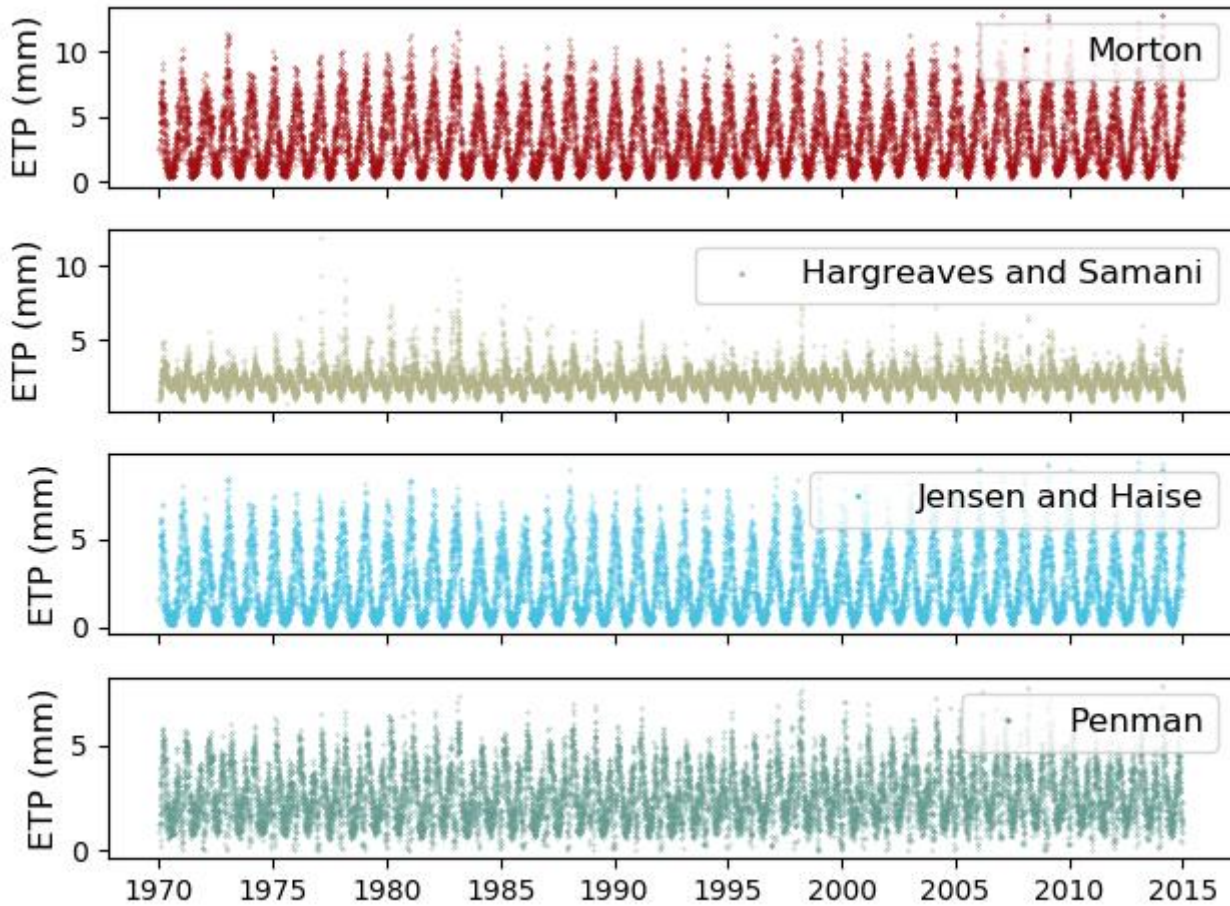 ETP (mm)
10
5
0
Morton
ETP (mm)
10
5
Hargreaves and Samani
ETP (mm)
5
0
Jensen and Haise
ETP (mm)
5
0
Penman
1970 1975 1980 1985 1990 1995 2000 2005 2010 2015